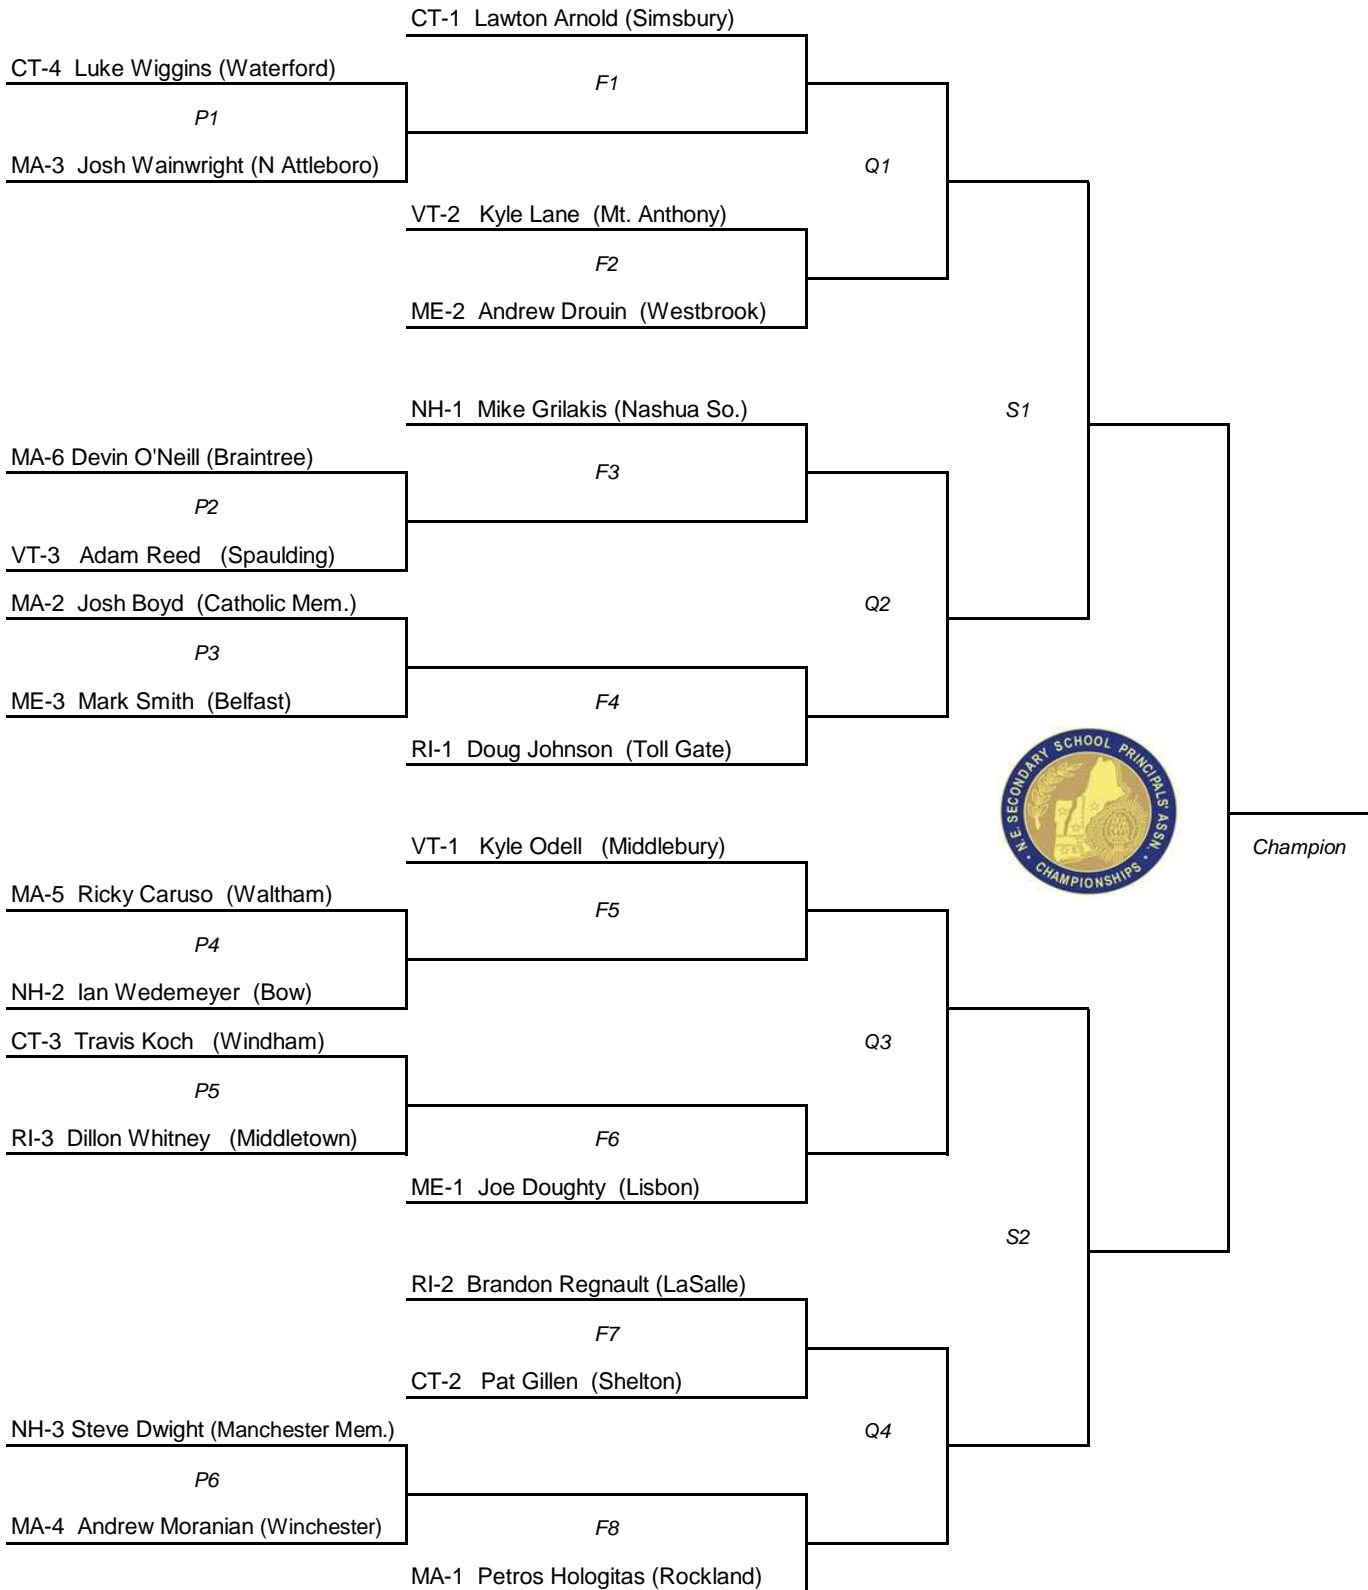 CT-1 Lawton Arnold (Simsbury)
CT-4 Luke Wiggins (Waterford)
F1
P1
MA-3 Josh Wainwright (N Attleboro)
Q1
VT-2 Kyle Lane (Mt. Anthony)
F2
ME-2 Andrew Drouin (Westbrook)
NH-1 Mike Grilakis (Nashua So.)
S1
MA-6 Devin O'Neill (Braintree)
F3
P2
VT-3 Adam Reed (Spaulding)
MA-2 Josh Boyd (Catholic Mem.)
Q2
P3
ME-3 Mark Smith (Belfast)
F4
RI-1 Doug Johnson (Toll Gate)
N.E. SECONDARY SCHOOL PRINCIPALS' ASSN.
• CHAMPIONSHIPS •
VT-1 Kyle Odell (Middlebury)
Champion
MA-5 Ricky Caruso (Waltham)
F5
P4
NH-2 Ian Wedemeyer (Bow)
CT-3 Travis Koch (Windham)
Q3
P5
RI-3 Dillon Whitney (Middletown)
F6
ME-1 Joe Doughty (Lisbon)
S2
RI-2 Brandon Regnault (LaSalle)
F7
CT-2 Pat Gillen (Shelton)
NH-3 Steve Dwight (Manchester Mem.)
Q4
P6
MA-4 Andrew Moranian (Winchester)
F8
MA-1 Petros Hologitas (Rockland)